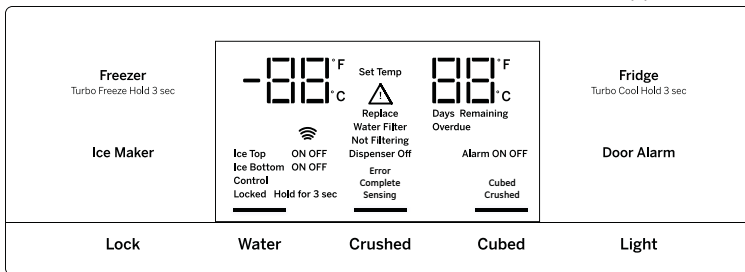 -88 °F °C
Set Temp
88 °F °C
Freezer
Turbo Freeze Hold 3 sec
Fridge
Turbo Cool Hold 3 sec
Replace
Water Filter
Not Filtering
Dispenser Off
Days Remaining
Overdue
Ice Maker
Ice Top ON OFF
Ice Bottom ON OFF
Control
Locked Hold for 3 sec
Error
Complete
Sensing
Alarm ON OFF
Cubed
Crushed
Door Alarm
Lock Water Crushed Cubed Light